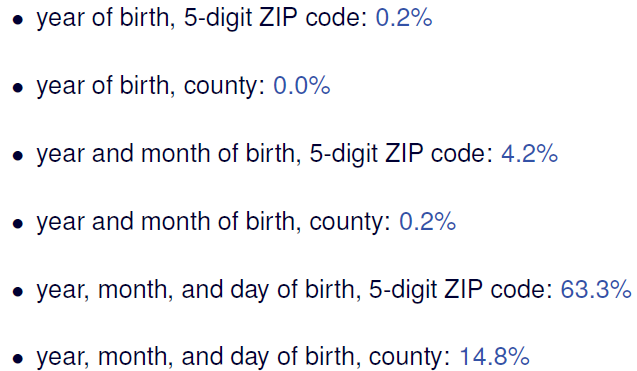 • year of birth, 5-digit ZIP code: 0.2%
• year of birth, county: 0.0%
• year and month of birth, 5-digit ZIP code: 4.2%
• year and month of birth, county: 0.2%
• year, month, and day of birth, 5-digit ZIP code: 63.3%
• year, month, and day of birth, county: 14.8%